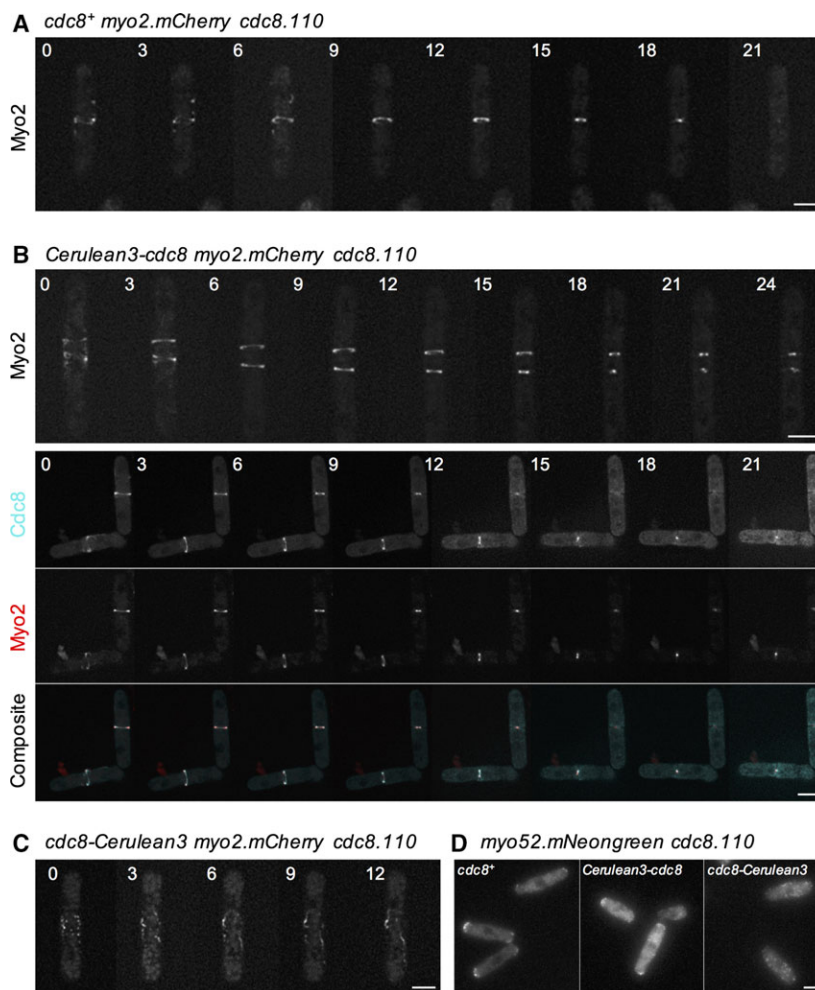 A cdc8+ myo2.mCherry cdc8.110
0 3 6 9 12 15 18 21
Myo2
B Cerulean3-cdc8 myo2.mCherry cdc8.110
0 3 6 9 12 15 18 21 24
Myo2
0 3 6 9 12 15 18 21
Cdc8
Myo2
Composite
C cdc8-Cerulean3 myo2.mCherry cdc8.110
0 3 6 9 12
Myo2
D myo52.mNeongreen cdc8.110
cdc8+ Cerulean3-cdc8 cdc8-Cerulean3